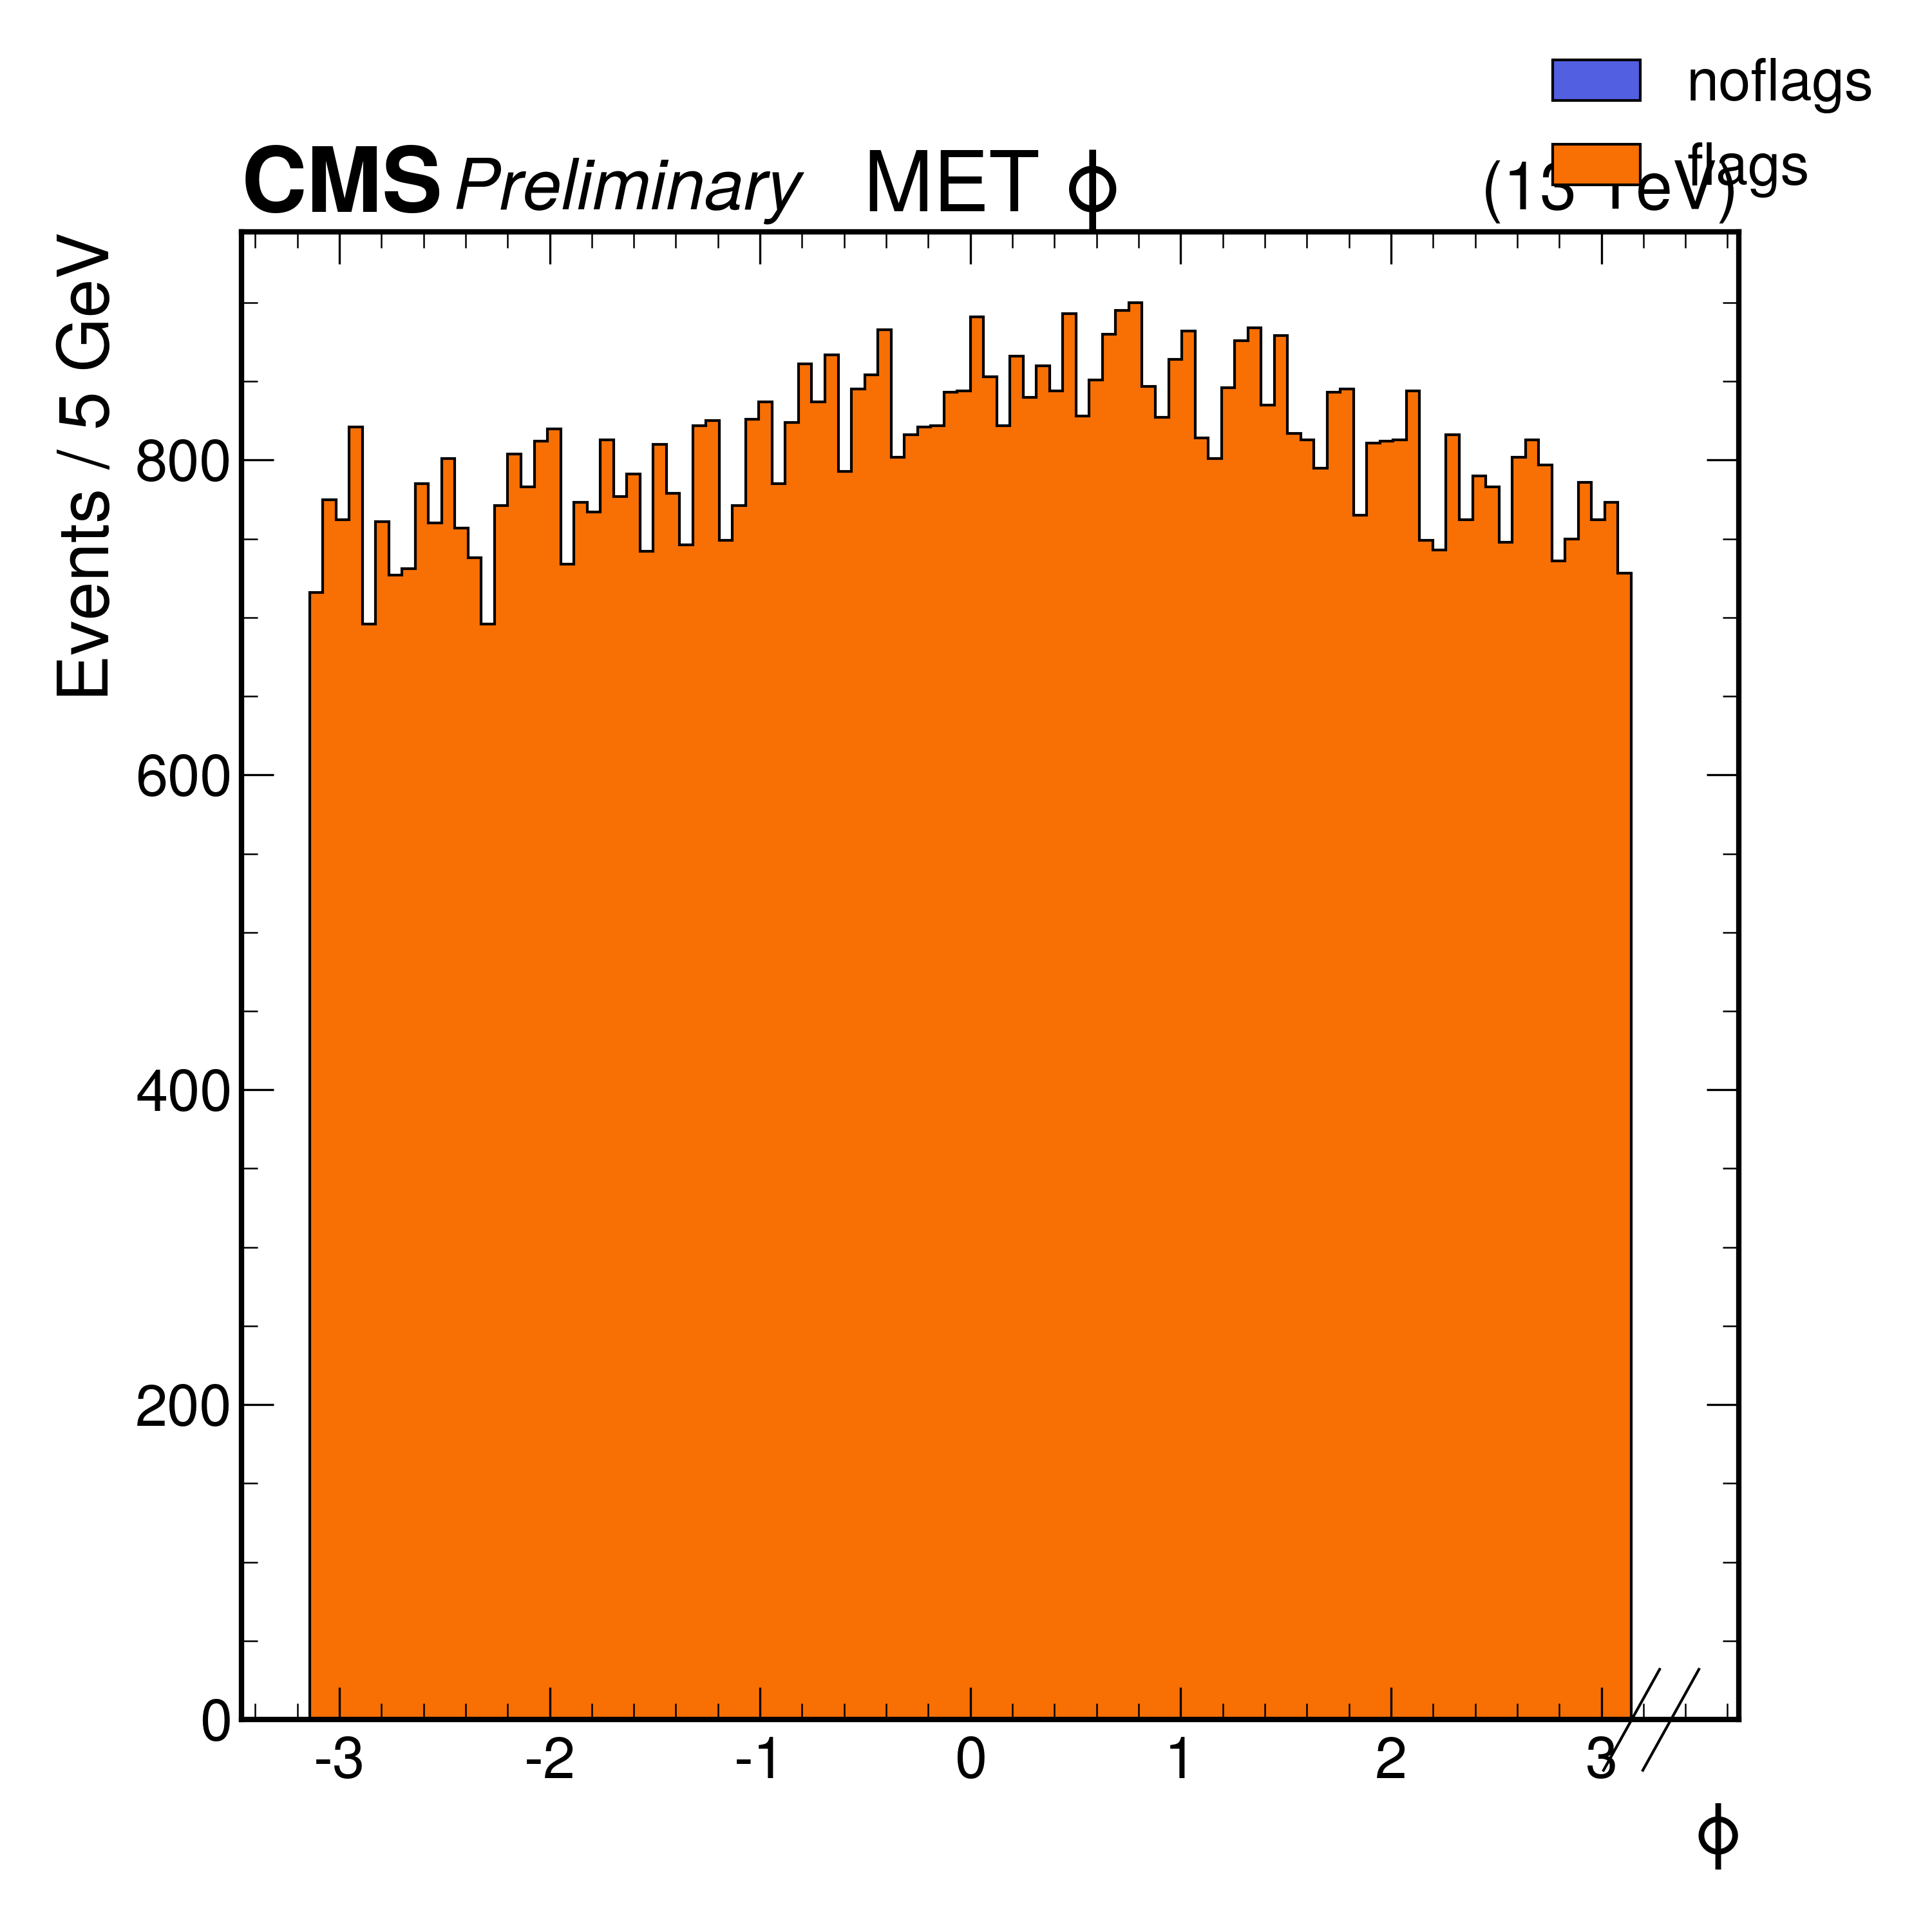 noflags
flags
CMS Preliminary MET ϕ (13 TeV)
Events / 5 GeV
800
600
400
200
0
-3 -2 -1 0 1 2 3
ϕ